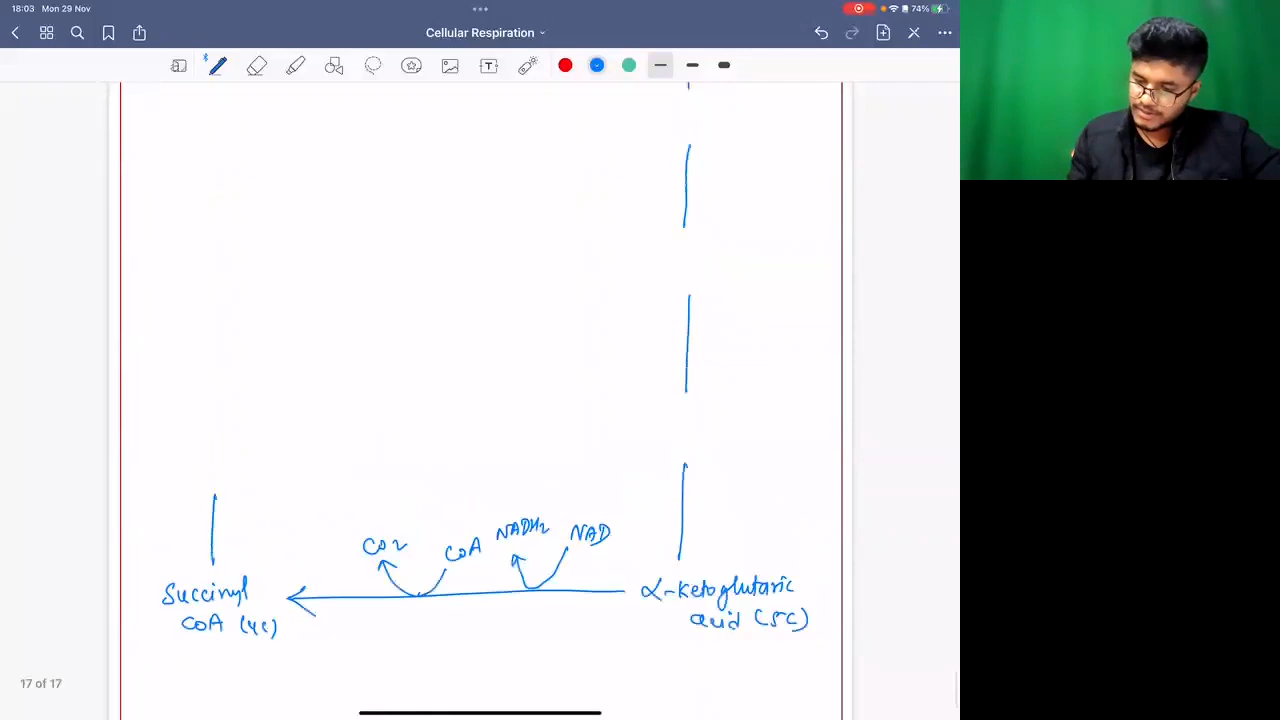 18:03 Mon 29 Nov
74%
Cellular Respiration
T
CO2
CoA
NADH2
NAD
Succinyl
CoA (4C)
α-Ketoglutaric
acid (5C)
17 of 17